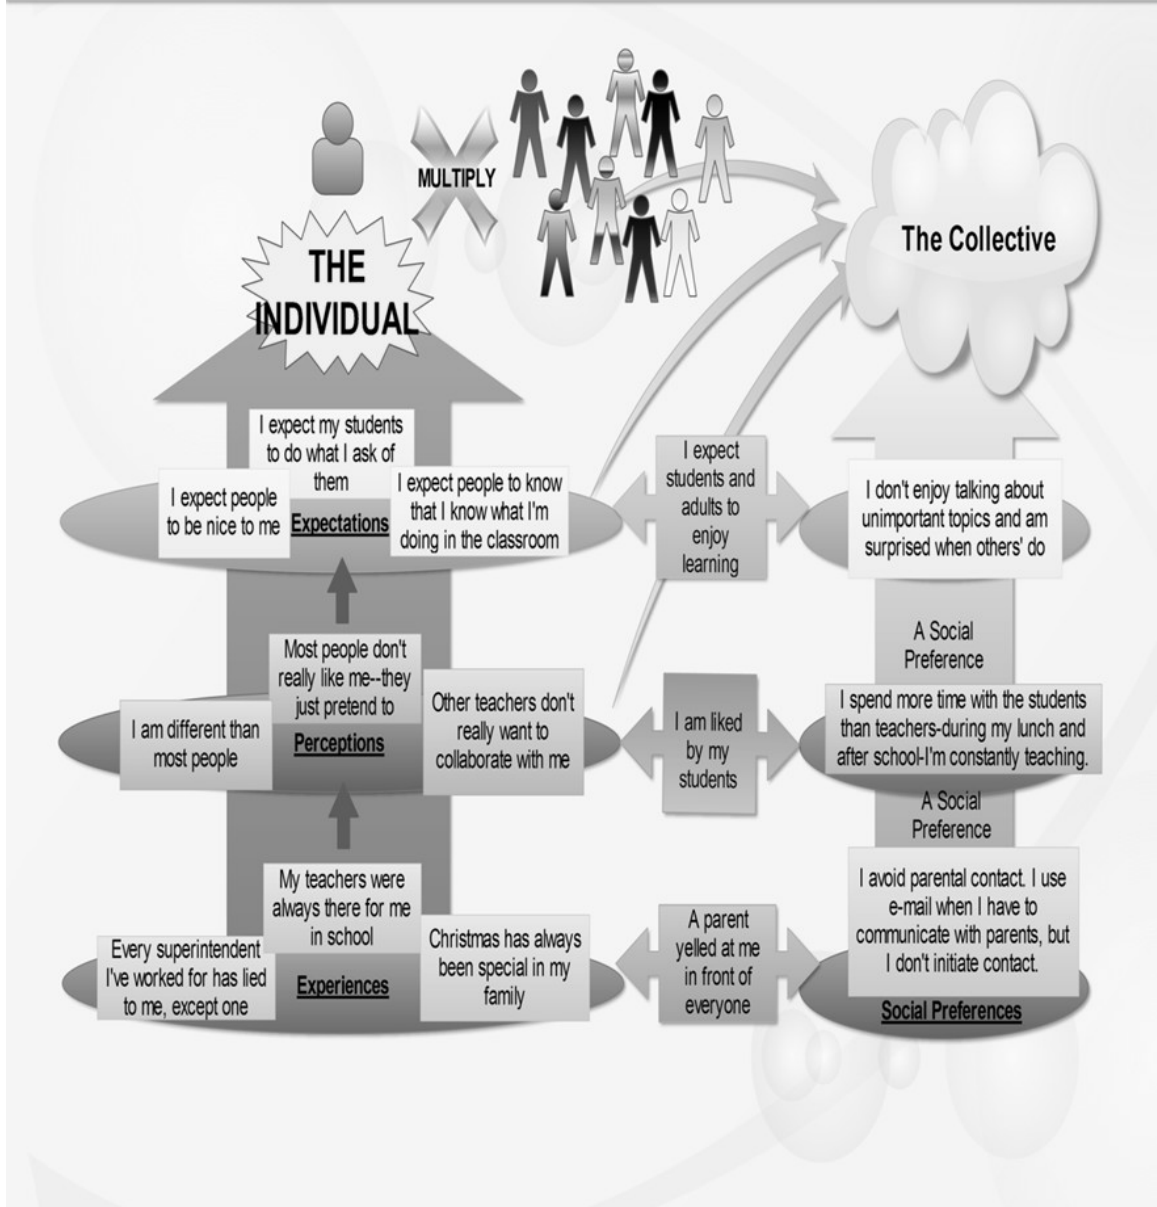 MULTIPLY
The Collective
THE
INDIVIDUAL
I expect my students
to do what I ask of
them
I expect people
to be nice to me
Expectations
I expect people to know
that I know what I'm
doing in the classroom
I expect
students and
adults to
enjoy
learning
I don't enjoy talking about
unimportant topics and am
surprised when others' do
A Social
Preference
Most people don't
really like me--they
just pretend to
I am different than
most people
Perceptions
Other teachers don't
really want to
collaborate with me
I am liked
by my
students
I spend more time with the students
than teachers-during my lunch and
after school-I'm constantly teaching.
A Social
Preference
My teachers were
always there for me
in school
Every superintendent
I've worked for has lied
to me, except one
Experiences
Christmas has always
been special in my
family
A parent
yelled at me
in front of
everyone
I avoid parental contact. I use
e-mail when I have to
communicate with parents, but
I don't initiate contact.
Social Preferences